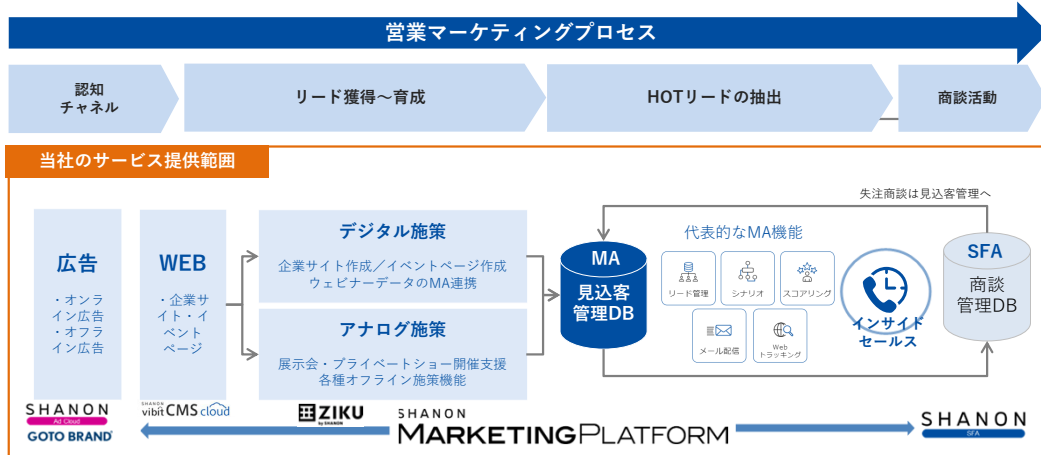 営業マーケティングプロセス
認知
チャネル
リード獲得～育成
HOTリードの抽出
商談活動
当社のサービス提供範囲
失注商談は見込客管理へ
広告
・オンラ
イン広告
・オフラ
イン広告
WEB
・企業サ
イト・イ
ベント
ページ
デジタル施策
企業サイト作成／イベントページ作成
ウェビナーデータのMA連携
アナログ施策
展示会・プライベートショー開催支援
各種オフライン施策機能
MA
見込客
管理DB
代表的なMA機能
リード管理
シナリオ
スコアリング
メール配信
Web
トラッキング
インサイド
セールス
SFA
商談
管理DB
SHANON
Ad Cloud
GOTO BRAND
SHANON
vibit CMS cloud
ZIKU
by SHANON
SHANON
MARKETING PLATFORM
SHANON
SFA